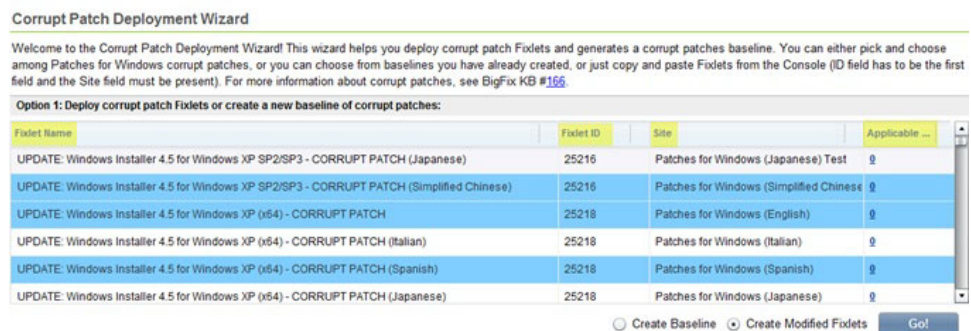 Corrupt Patch Deployment Wizard
Welcome to the Corrupt Patch Deployment Wizard! This wizard helps you deploy corrupt patch Fixlets and generates a corrupt patches baseline. You can either pick and choose
among Patches for Windows corrupt patches, or you can choose from baselines you have already created, or just copy and paste Fixlets from the Console (ID field has to be the first
field and the Site field must be present). For more information about corrupt patches, see BigFix KB #166.
Option 1: Deploy corrupt patch Fixlets or create a new baseline of corrupt patches:
Fixlet Name Fixlet ID Site Applicable ...
UPDATE: Windows Installer 4.5 for Windows XP SP2/SP3 - CORRUPT PATCH (Japanese) 25216 Patches for Windows (Japanese) Test 0
UPDATE: Windows Installer 4.5 for Windows XP SP2/SP3 - CORRUPT PATCH (Simplified Chinese) 25216 Patches for Windows (Simplified Chinese 0
UPDATE: Windows Installer 4.5 for Windows XP (x64) - CORRUPT PATCH 25218 Patches for Windows (English) 0
UPDATE: Windows Installer 4.5 for Windows XP (x64) - CORRUPT PATCH (Italian) 25218 Patches for Windows (Italian) 0
UPDATE: Windows Installer 4.5 for Windows XP (x64) - CORRUPT PATCH (Spanish) 25218 Patches for Windows (Spanish) 0
UPDATE: Windows Installer 4.5 for Windows XP (x64) - CORRUPT PATCH (Japanese) 25218 Patches for Windows (Japanese) 0
Create Baseline Create Modified Fixlets Go!